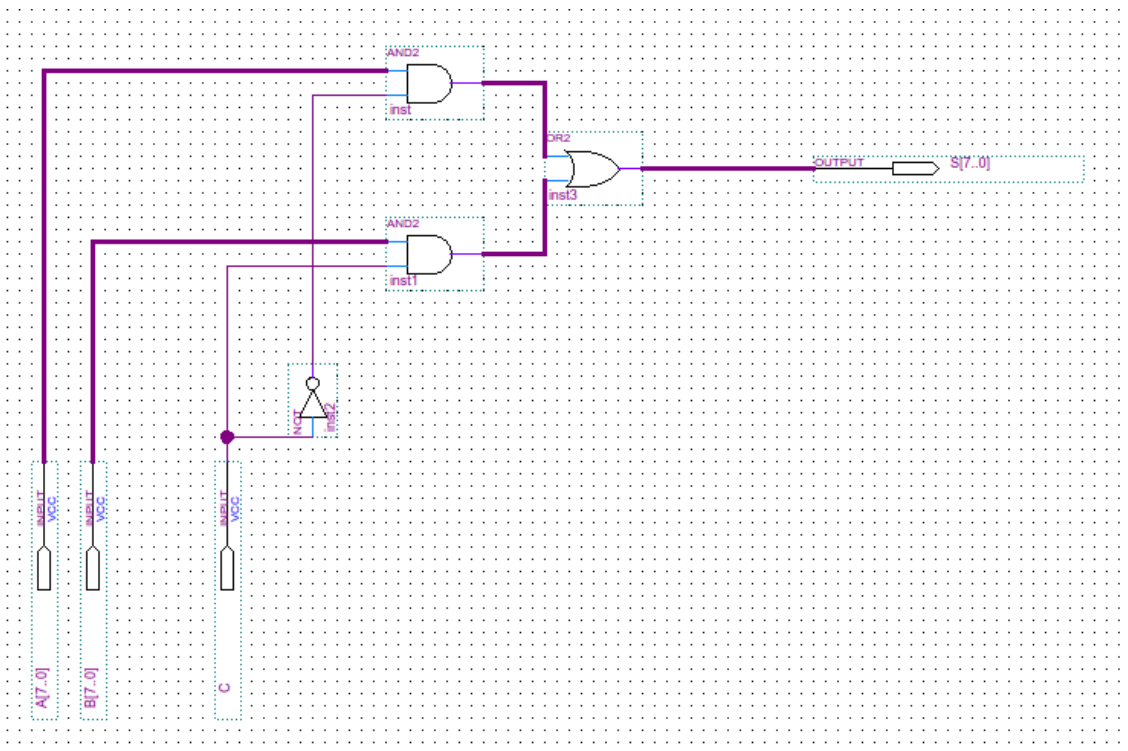 AND2
inst
OR2
OUTPUT
S[7..0]
inst3
AND2
inst1
NOT
inst2
INPUT
VCC
INPUT
VCC
INPUT
VCC
A[7..0]
B[7..0]
C